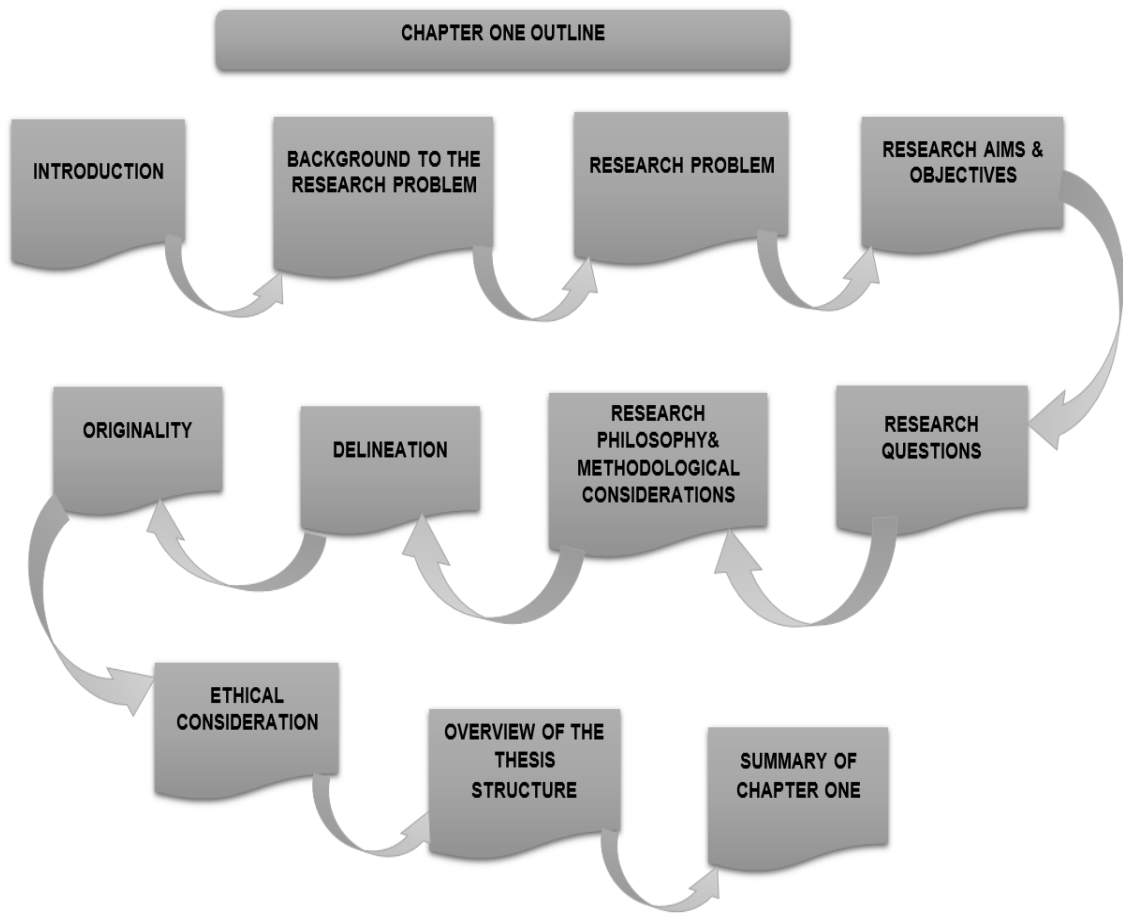 CHAPTER ONE OUTLINE
INTRODUCTION
BACKGROUND TO THE
RESEARCH PROBLEM
RESEARCH PROBLEM
RESEARCH AIMS &
OBJECTIVES
RESEARCH
QUESTIONS
RESEARCH
PHILOSOPHY&
METHODOLOGICAL
CONSIDERATIONS
DELINEATION
ORIGINALITY
ETHICAL
CONSIDERATION
OVERVIEW OF THE
THESIS
STRUCTURE
SUMMARY OF
CHAPTER ONE